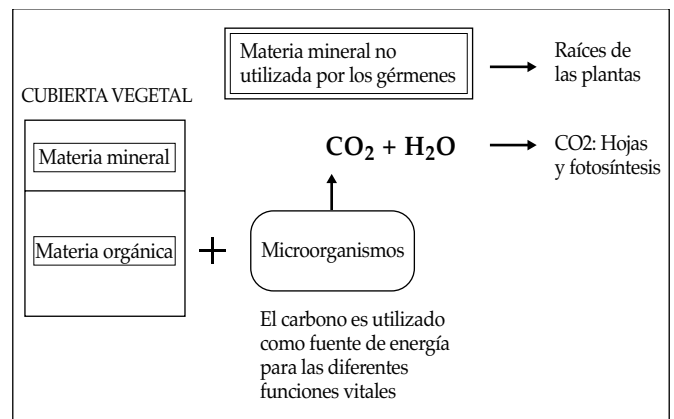 Materia mineral no
utilizada por los gérmenes
Raíces de
las plantas
CUBIERTA VEGETAL
Materia mineral
CO₂ + H₂O
CO2: Hojas
y fotosíntesis
Materia orgánica
+
Microorganismos
El carbono es utilizado
como fuente de energía
para las diferentes
funciones vitales